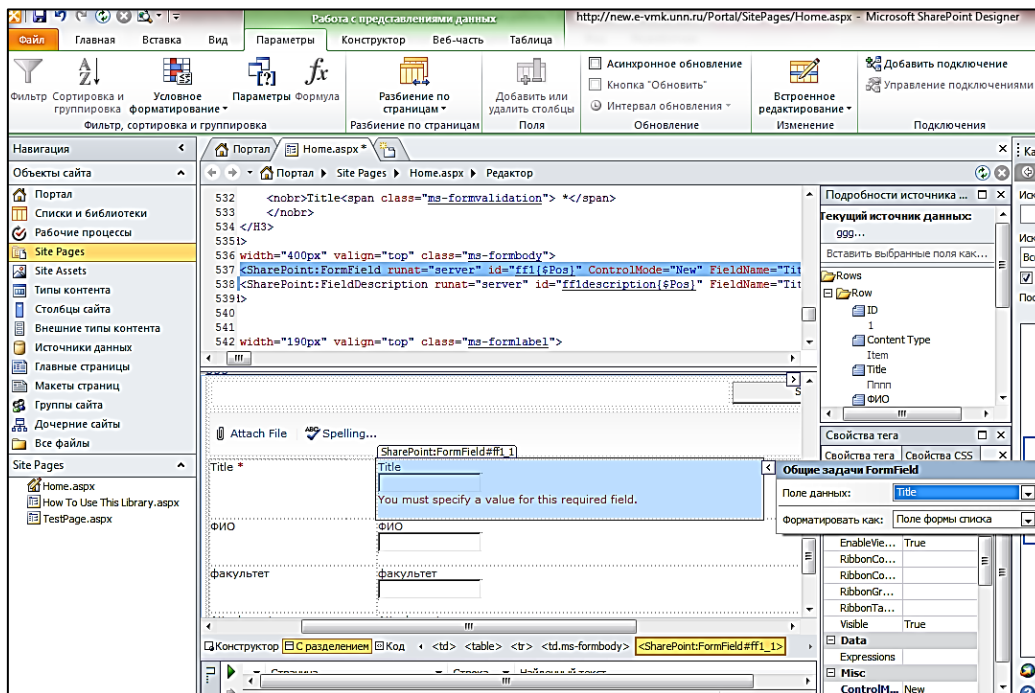 Работа с представлениями данных
http://new.e-vmk.unn.ru/Portal/SitePages/Home.aspx - Microsoft SharePoint Designer
Файл Главная Вставка Вид Параметры Конструктор Веб-часть Таблица
Фильтр Сортировка и группировка Условное форматирование Параметры Формула
Фильтр, сортировка и группировка
Разбиение по страницам
Разбиение по страницам
Добавить или удалить столбцы
Поля
Асинхронное обновление
Кнопка "Обновить"
Интервал обновления
Обновление
Встроенное редактирование
Изменение
Добавить подключение
Управление подключениями
Подключения
Навигация
Объекты сайта
Портал
Списки и библиотеки
Рабочие процессы
Site Pages
Site Assets
Типы контента
Столбцы сайта
Внешние типы контента
Источники данных
Главные страницы
Макеты страниц
Группы сайта
Дочерние сайты
Все файлы
Site Pages
Home.aspx
How To Use This Library.aspx
TestPage.aspx
Портал Home.aspx *
Портал Site Pages Home.aspx Редактор
532 <nobr>Title<span class="ms-formvalidation"> *</span>
533 </nobr>
534 </H3>
535l>
536 width="400px" valign="top" class="ms-formbody">
537 <SharePoint:FormField runat="server" id="ff1{$Pos}" ControlMode="New" FieldName="Tit
538 <SharePoint:FieldDescription runat="server" id="ff1description{$Pos}" FieldName="Tit
539l>
540
541
542 width="190px" valign="top" class="ms-formlabel">
S
Attach File Spelling...
SharePoint:FormField#ff1_1
Title * Title
You must specify a value for this required field.
ФИО ФИО
факультет факультет
Конструктор С разделением Код <td> <table> <tr> <td.ms-formbody> <SharePoint:FormField#ff1_1>
Страница Строка Найденный текст
Подробности источника ...
Текущий источник данных:
ggg...
Вставить выбранные поля как...
Rows
Row
ID
1
Content Type
Item
Title
Пппп
ФИО
Свойства тега
Свойства тега Свойства CSS
Общие задачи FormField
Поле данных: Title
Форматировать как: Поле формы списка
EnableVie... True
RibbonCo...
RibbonCo...
RibbonGr...
RibbonTa...
Visible True
Data
Expressions
Misc
ControlM... New
Ка
Иск
Иск
Вс
Пос